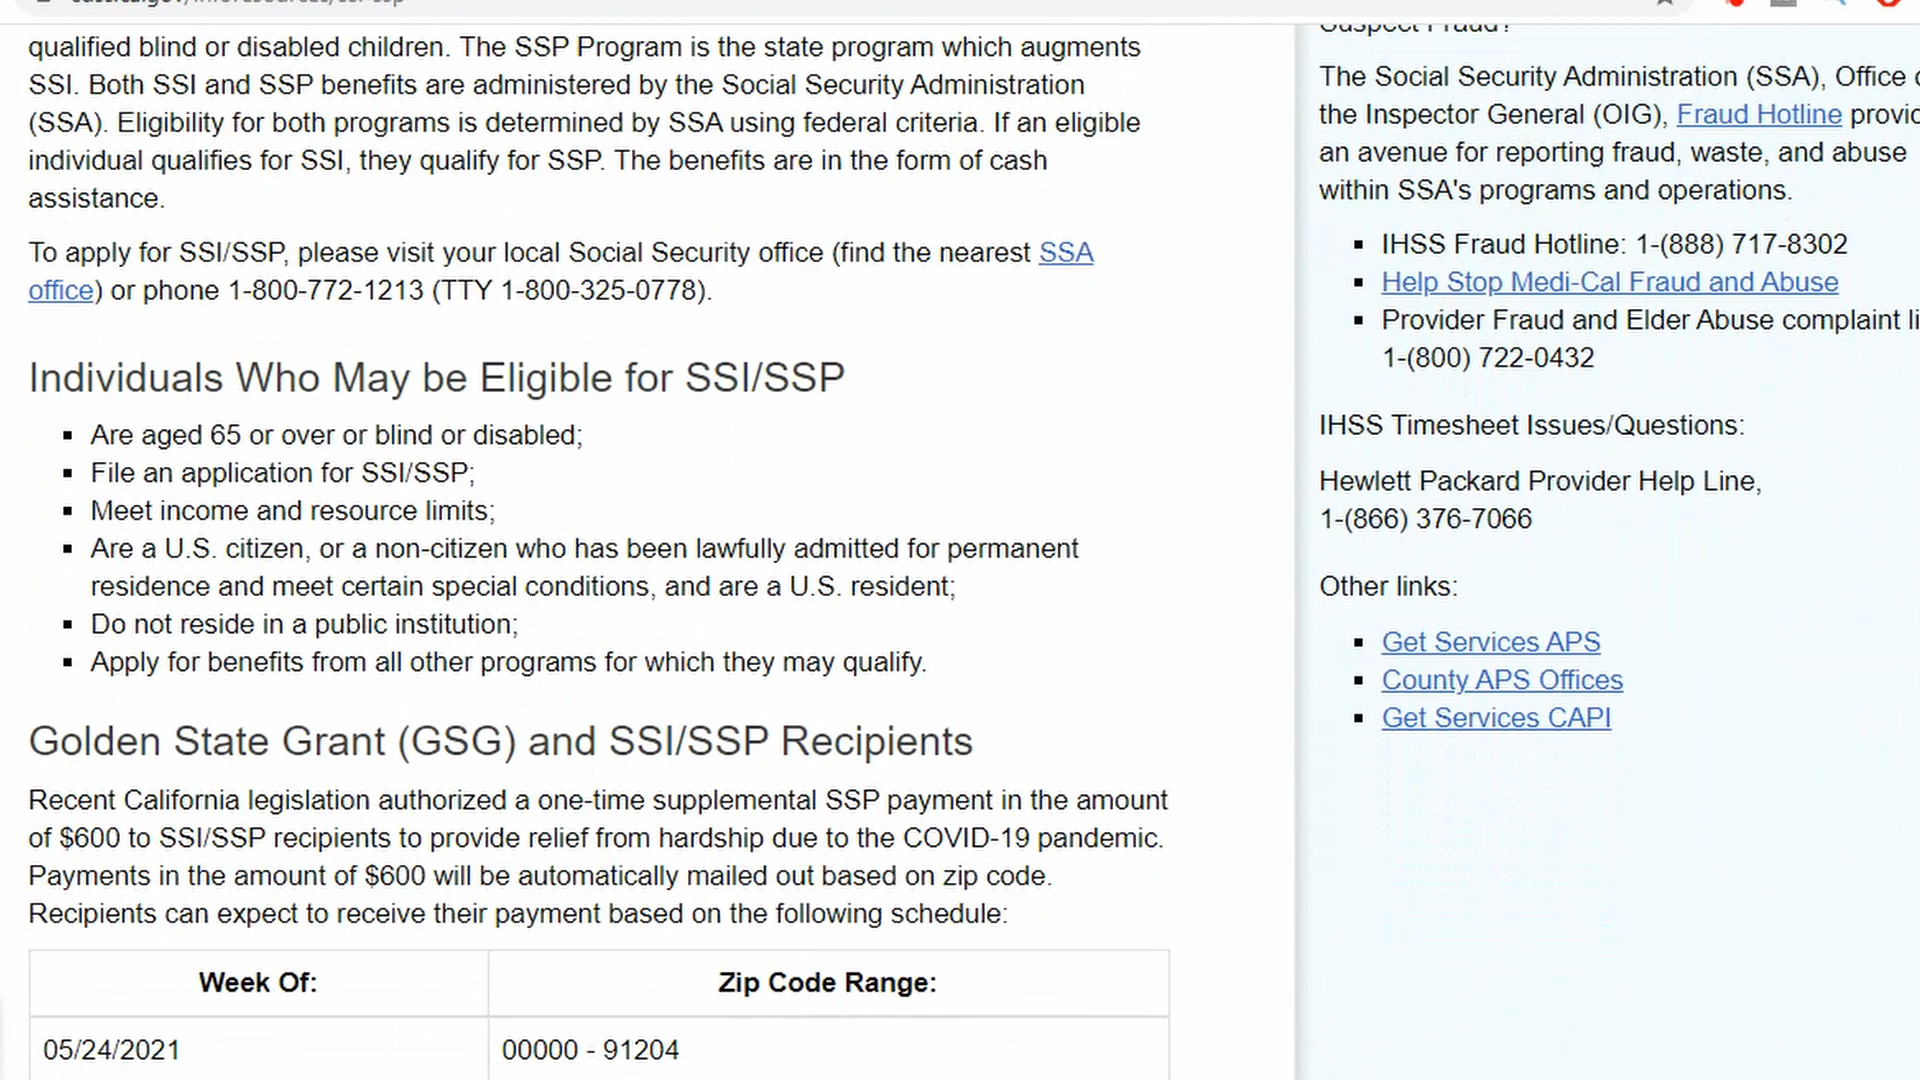 qualified blind or disabled children. The SSP Program is the state program which augments
SSI. Both SSI and SSP benefits are administered by the Social Security Administration
(SSA). Eligibility for both programs is determined by SSA using federal criteria. If an eligible
individual qualifies for SSI, they qualify for SSP. The benefits are in the form of cash
assistance.
To apply for SSI/SSP, please visit your local Social Security office (find the nearest SSA
office) or phone 1-800-772-1213 (TTY 1-800-325-0778).
Individuals Who May be Eligible for SSI/SSP
Are aged 65 or over or blind or disabled;
File an application for SSI/SSP;
Meet income and resource limits;
Are a U.S. citizen, or a non-citizen who has been lawfully admitted for permanent
residence and meet certain special conditions, and are a U.S. resident;
Do not reside in a public institution;
Apply for benefits from all other programs for which they may qualify.
Golden State Grant (GSG) and SSI/SSP Recipients
Recent California legislation authorized a one-time supplemental SSP payment in the amount
of $600 to SSI/SSP recipients to provide relief from hardship due to the COVID-19 pandemic.
Payments in the amount of $600 will be automatically mailed out based on zip code.
Recipients can expect to receive their payment based on the following schedule:
Week Of: Zip Code Range:
05/24/2021 00000 - 91204
Suspect Fraud?
The Social Security Administration (SSA), Office
the Inspector General (OIG), Fraud Hotline
an avenue for reporting fraud, waste, and abuse
within SSA's programs and operations.
IHSS Fraud Hotline: 1-(888) 717-8302
Help Stop Medi-Cal Fraud and Abuse
Provider Fraud and Elder Abuse complaint
1-(800) 722-0432
IHSS Timesheet Issues/Questions:
Hewlett Packard Provider Help Line,
1-(866) 376-7066
Other links:
Get Services APS
County APS Offices
Get Services CAPI